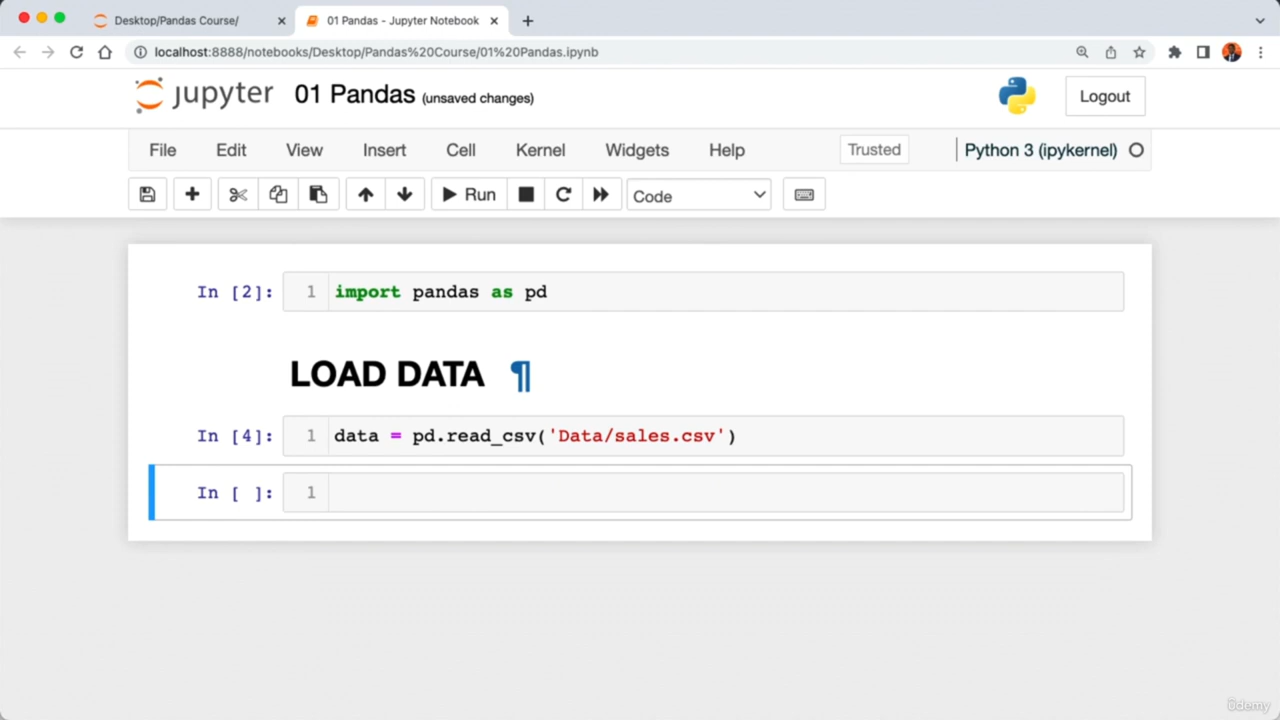 Desktop/Pandas Course/
01 Pandas - Jupyter Notebook
localhost:8888/notebooks/Desktop/Pandas%20Course/01%20Pandas.ipynb
jupyter 01 Pandas (unsaved changes)
Logout
File Edit View Insert Cell Kernel Widgets Help Trusted Python 3 (ipykernel)
Run Code
In [2]: 1 import pandas as pd
LOAD DATA ¶
In [4]: 1 data = pd.read_csv('Data/sales.csv')
In [ ]: 1
ûdemy